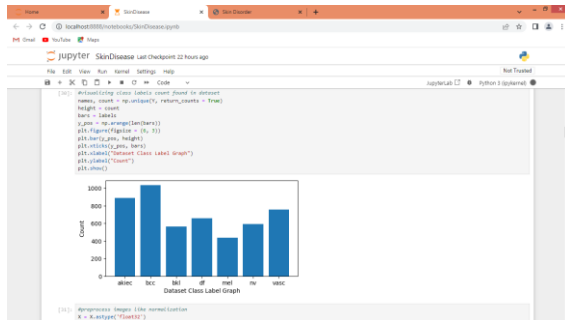 Home
SkinDisease
Skin Disorder
localhost:8888/notebooks/SkinDisease.ipynb
Gmail
YouTube
Maps
jupyter SkinDisease Last Checkpoint: 22 hours ago
File Edit View Run Kernel Settings Help
Not Trusted
Code
JupyterLab
Python 3 (ipykernel)
#visualizing class labels count found in dataset
names, count = np.unique(Y, return_counts = True)
height = count
bars = labels
y_pos = np.arange(len(bars))
plt.figure(figsize = (6, 3))
plt.bar(y_pos, height)
plt.xticks(y_pos, bars)
plt.xlabel("Dataset Class Label Graph")
plt.ylabel("Count")
plt.show()
1000
800
600
400
200
0
Count
akiec bcc bkl df mel nv vasc
Dataset Class Label Graph
#preprocess images like normalization
X = X.astype('float32')